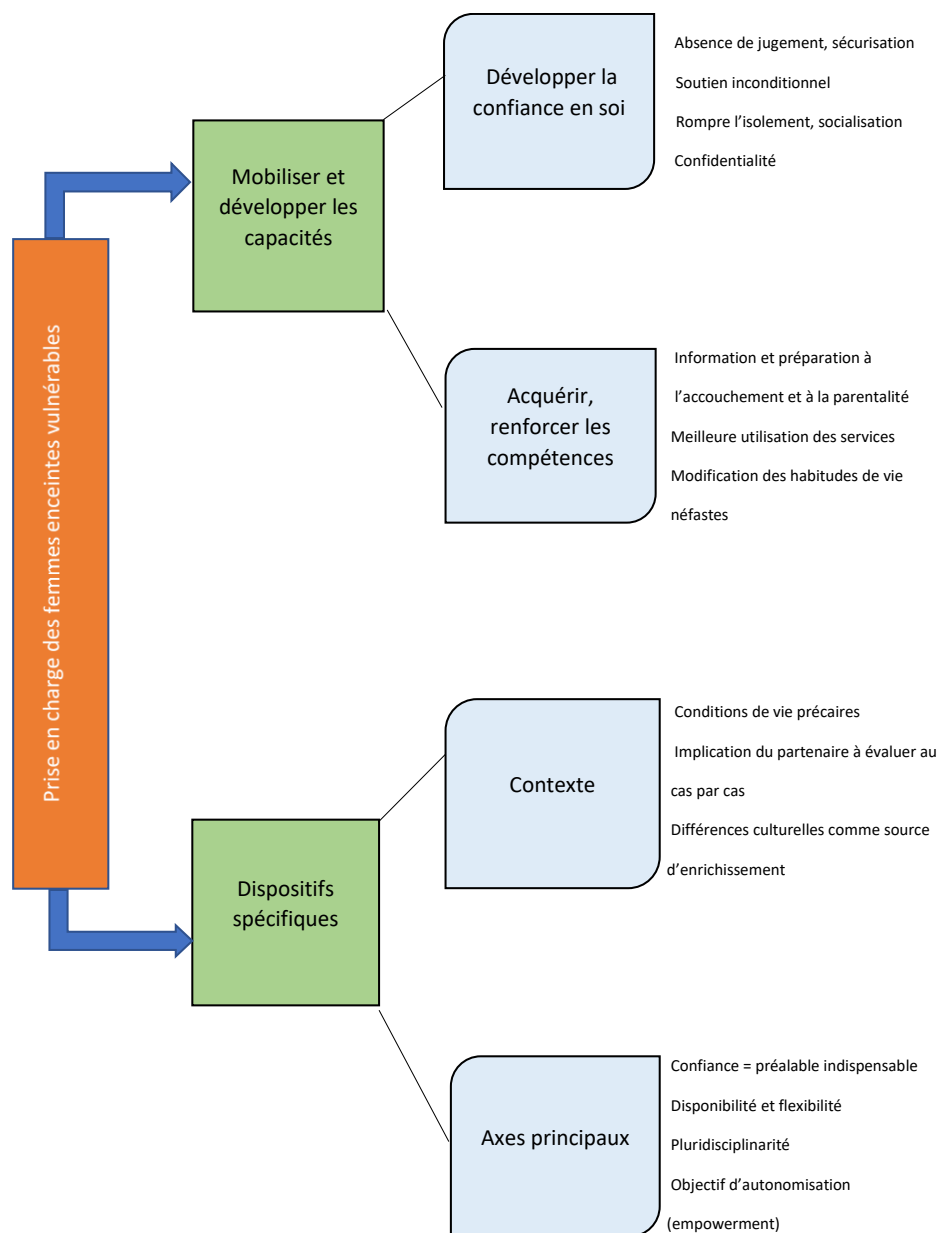 Prise en charge des femmes enceintes vulnérables
Mobiliser et
développer les
capacités
Développer la
confiance en soi
Absence de jugement, sécurisation
Soutien inconditionnel
Rompre l’isolement, socialisation
Confidentialité
Acquérir,
renforcer les
compétences
Information et préparation à
l’accouchement et à la parentalité
Meilleure utilisation des services
Modification des habitudes de vie
néfastes
Dispositifs
spécifiques
Contexte
Conditions de vie précaires
Implication du partenaire à évaluer au
cas par cas
Différences culturelles comme source
d’enrichissement
Axes principaux
Confiance = préalable indispensable
Disponibilité et flexibilité
Pluridisciplinarité
Objectif d’autonomisation
(empowerment)